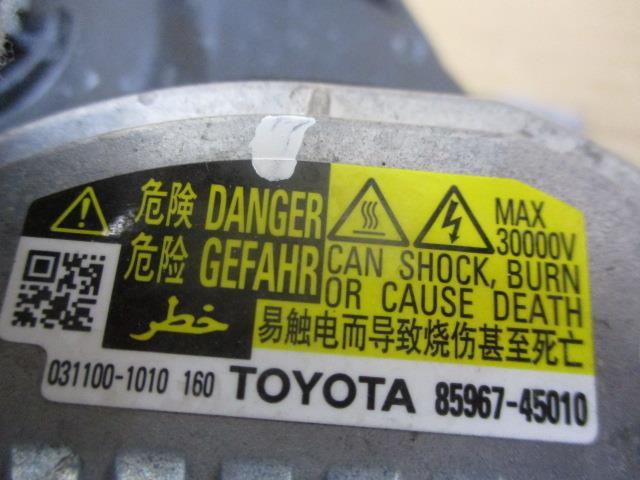 危険 DANGER
危险 GEFAHR
خطر
MAX
30000V
CAN SHOCK, BURN
OR CAUSE DEATH
易触电而导致烧伤甚至死亡
031100-1010 160 TOYOTA 85967-45010